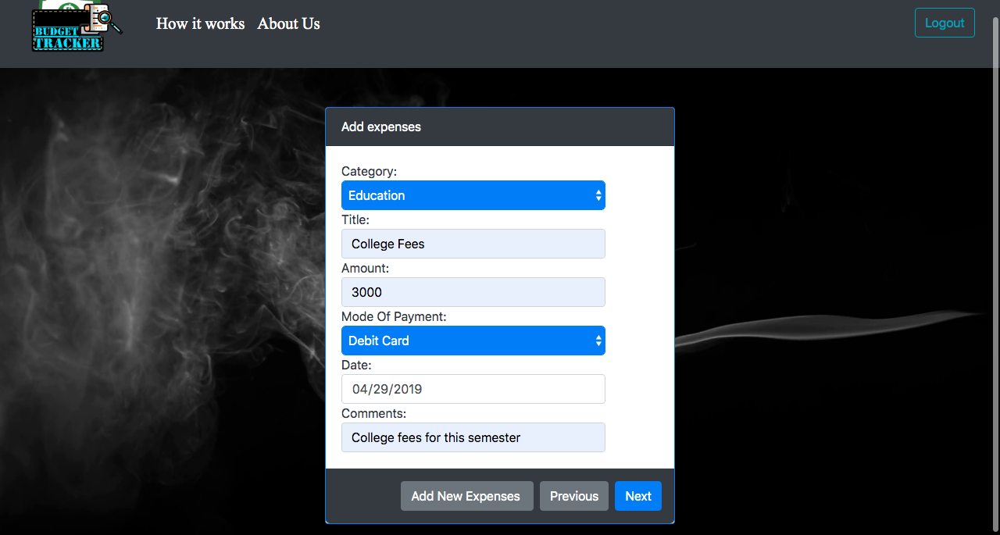 BUDGET
TRACKER
How it works About Us
Logout
Add expenses
Category:
Education
Title:
College Fees
Amount:
3000
Mode Of Payment:
Debit Card
Date:
04/29/2019
Comments:
College fees for this semester
Add New Expenses Previous Next